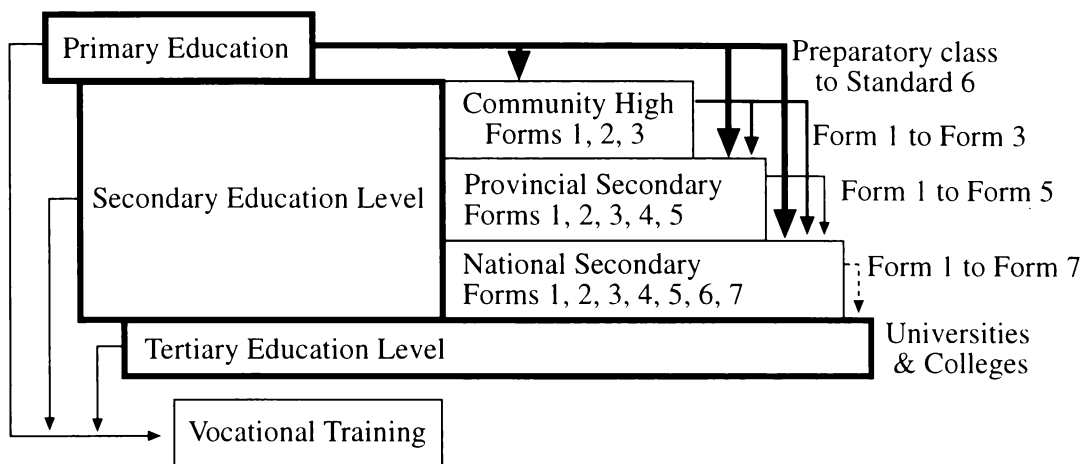 Primary Education
Preparatory class
to Standard 6
Community High
Forms 1, 2, 3
Form 1 to Form 3
Secondary Education Level
Provincial Secondary
Forms 1, 2, 3, 4, 5
Form 1 to Form 5
National Secondary
Forms 1, 2, 3, 4, 5, 6, 7
Form 1 to Form 7
Tertiary Education Level
Universities
& Colleges
Vocational Training